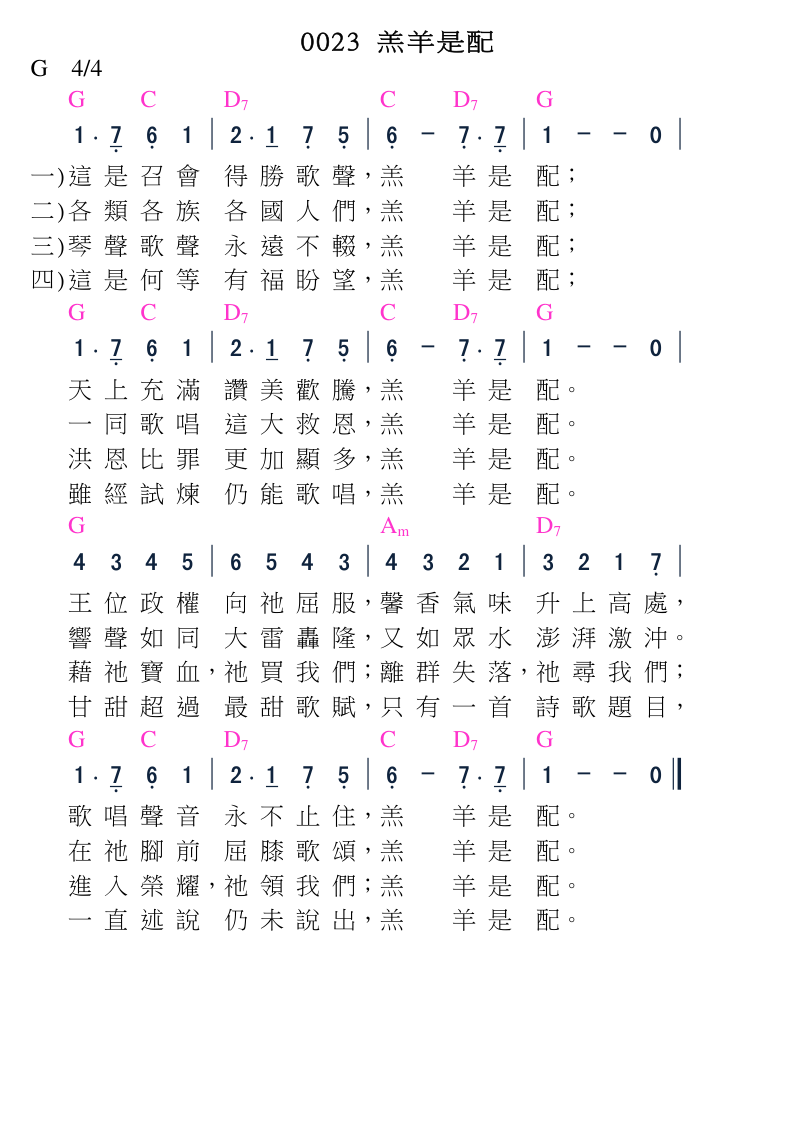 0023 羔羊是配
G 4/4
G C D7 C D7 G
1 · 7̣ 6̣ 1 | 2 · 1 7̣ 5̣ | 6̣ － 7̣ · 7̣ | 1 － － 0 |
一)這是召會 得勝歌聲，羔 羊是 配；
二)各類各族 各國人們，羔 羊是 配；
三)琴聲歌聲 永遠不輟，羔 羊是 配；
四)這是何等 有福盼望，羔 羊是 配；
G C D7 C D7 G
1 · 7̣ 6̣ 1 | 2 · 1 7̣ 5̣ | 6̣ － 7̣ · 7̣ | 1 － － 0 |
天上充滿 讚美歡騰，羔 羊是 配。
一同歌唱 這大救恩，羔 羊是 配。
洪恩比罪 更加顯多，羔 羊是 配。
雖經試煉 仍能歌唱，羔 羊是 配。
G Am D7
4 3 4 5 | 6 5 4 3 | 4 3 2 1 | 3 2 1 7̣ |
王位政權 向祂屈服，馨香氣味 升上高處，
響聲如同 大雷轟隆，又如眾水 澎湃激沖。
藉祂寶血，祂買我們；離群失落，祂尋我們；
甘甜超過 最甜歌賦，只有一首 詩歌題目，
G C D7 C D7 G
1 · 7̣ 6̣ 1 | 2 · 1 7̣ 5̣ | 6̣ － 7̣ · 7̣ | 1 － － 0 ‖
歌唱聲音 永不止住，羔 羊是 配。
在祂腳前 屈膝歌頌，羔 羊是 配。
進入榮耀，祂領我們；羔 羊是 配。
一直述說 仍未說出，羔 羊是 配。